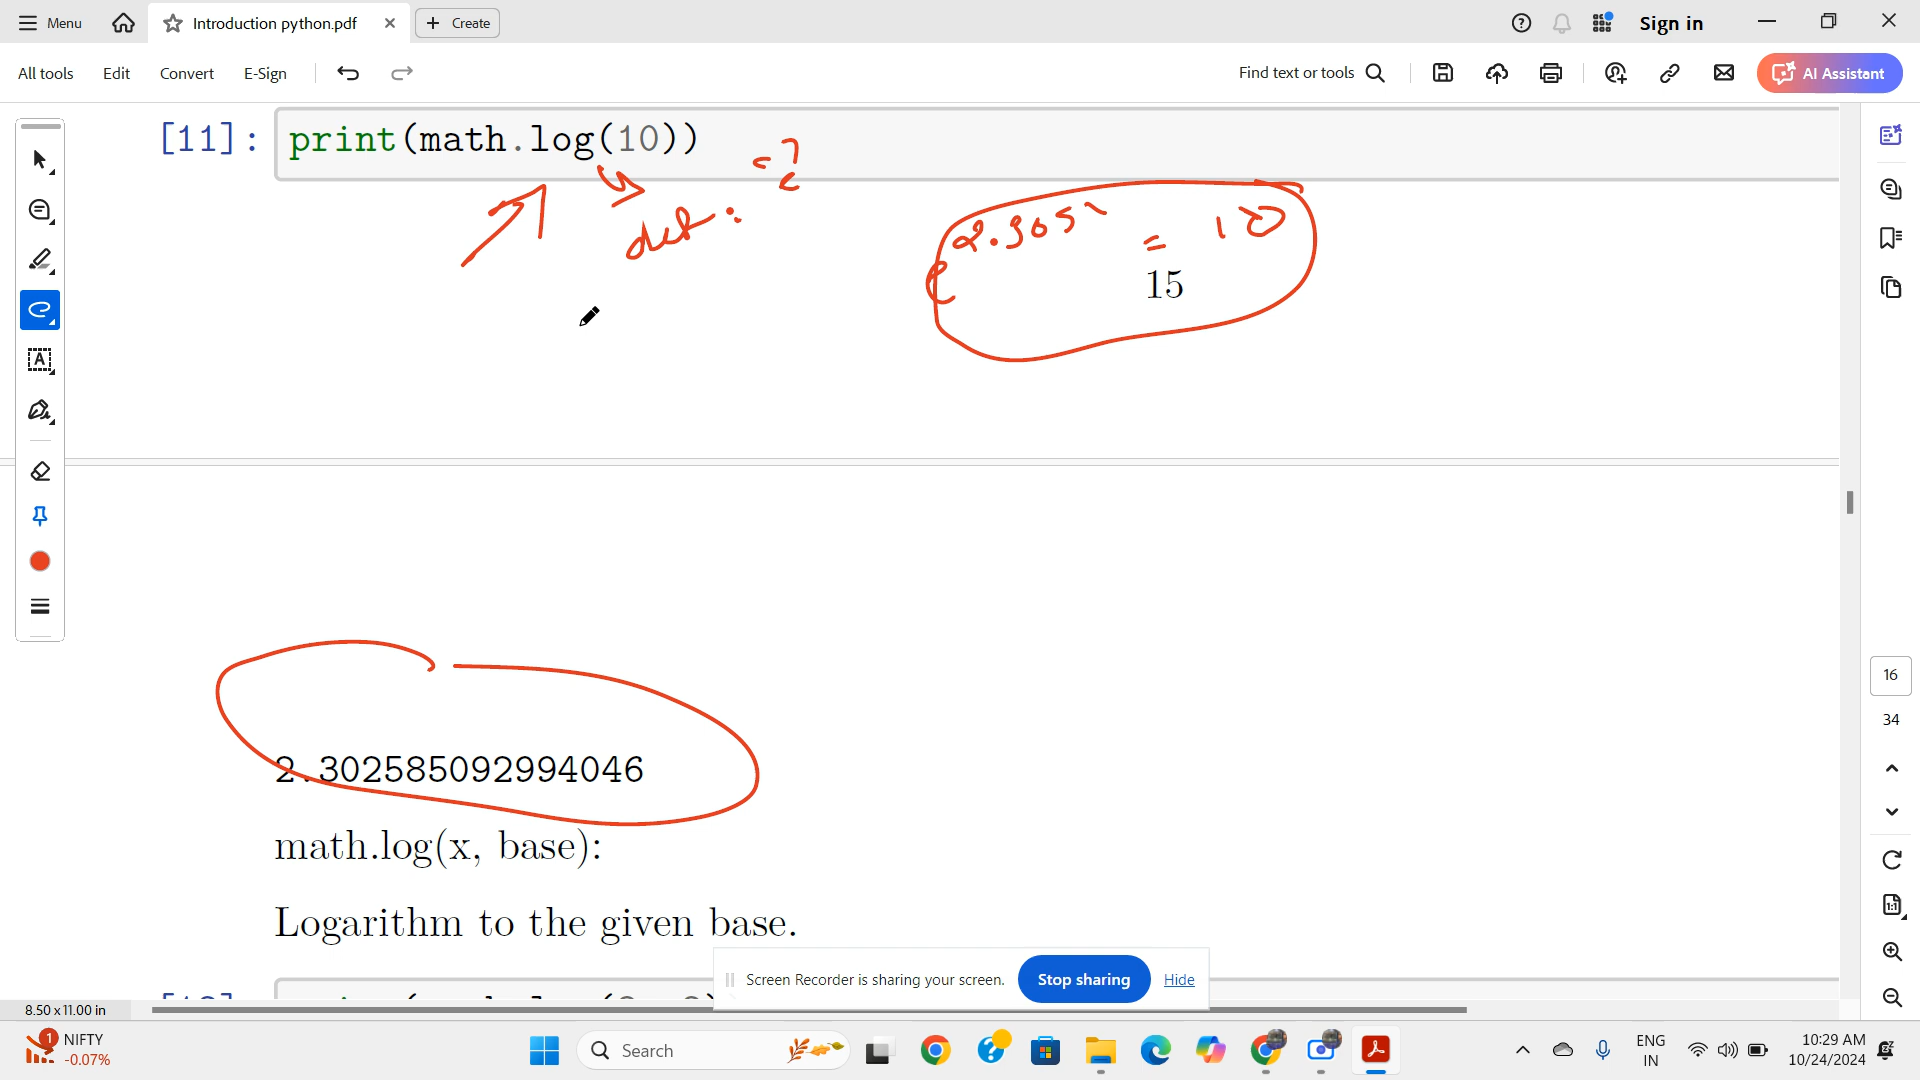 Menu Introduction python.pdf Create Sign in
All tools Edit Convert E-Sign Find text or tools AI Assistant
[11]: print(math.log(10))
= 10
e
15
16
34
2.302585092994046
math.log(x, base):
Logarithm to the given base.
Screen Recorder is sharing your screen. Stop sharing Hide
8.50 x 11.00 in
1 NIFTY
-0.07%
Search
ENG
IN
10:29 AM
10/24/2024